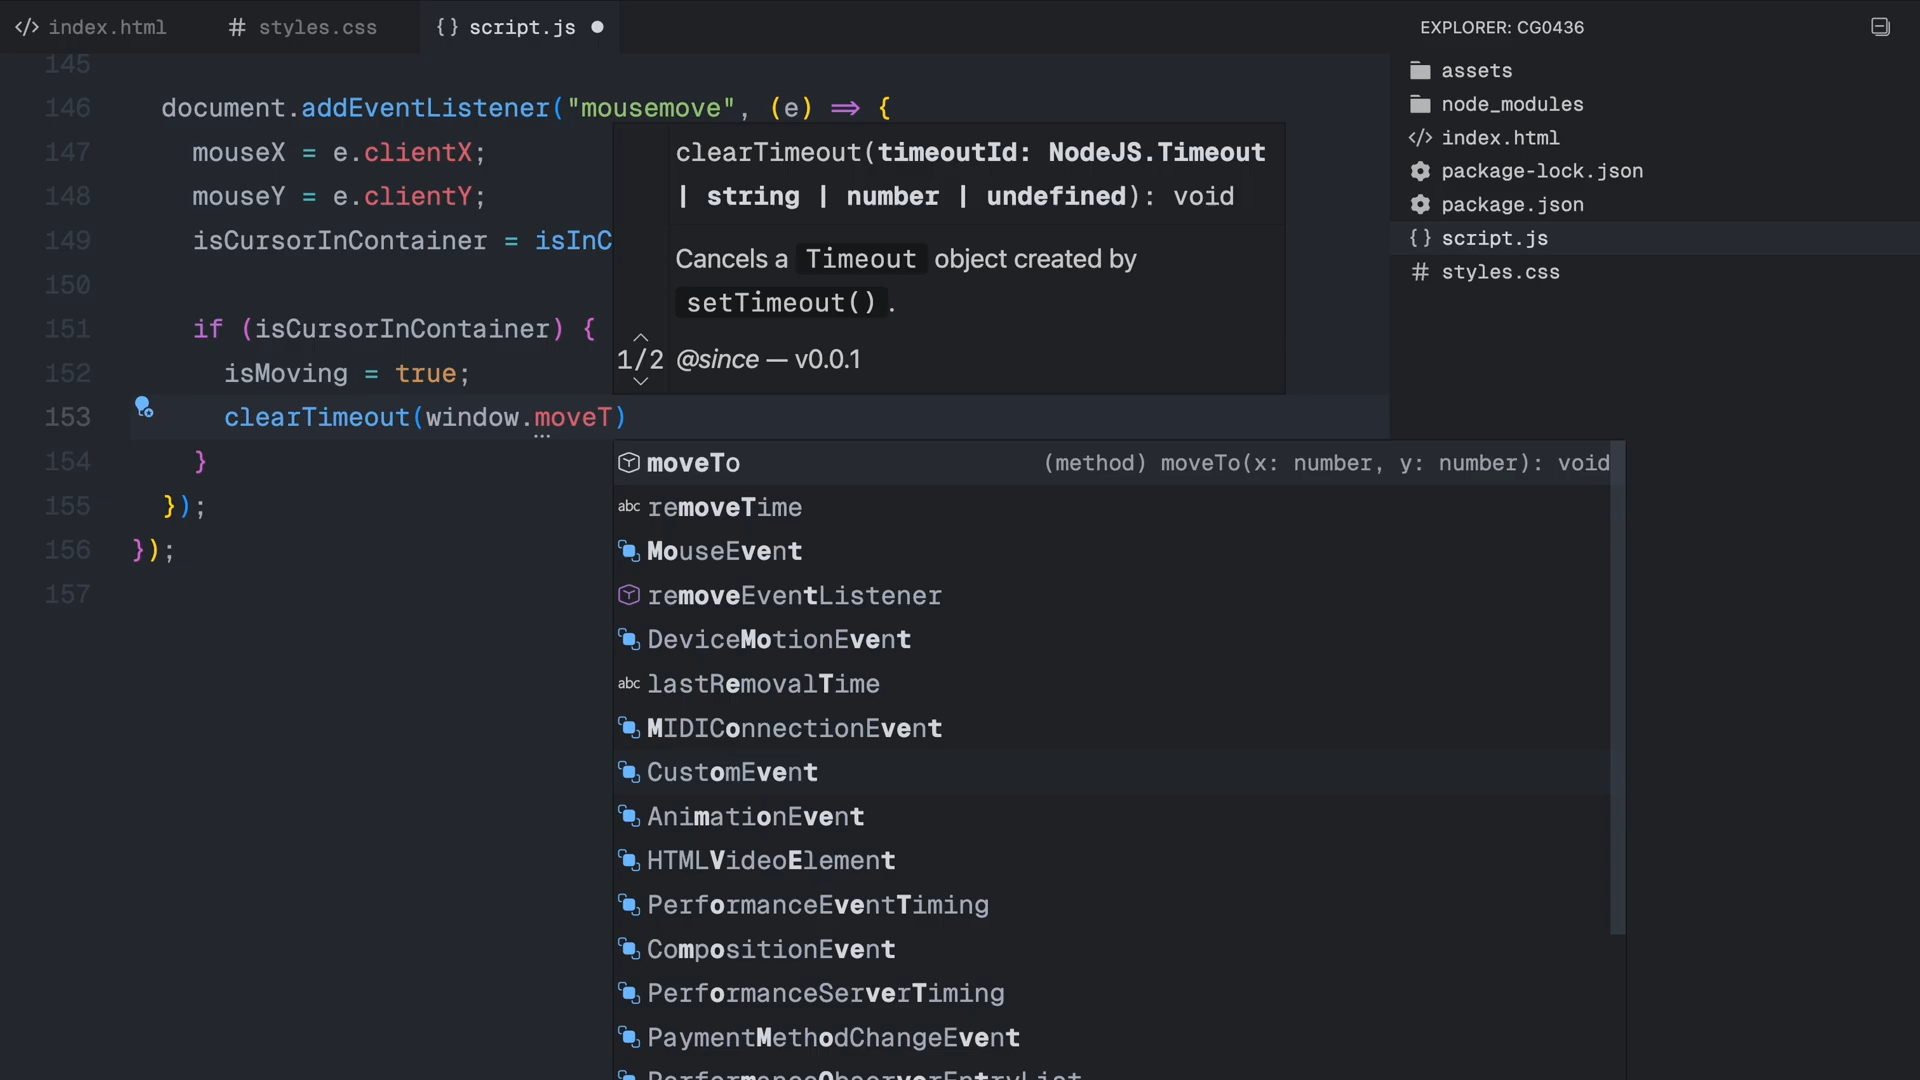 index.html
# styles.css
{} script.js
EXPLORER: CG0436
145
146 document.addEventListener("mousemove", (e) => {
147 mouseX = e.clientX;
148 mouseY = e.clientY;
149 isCursorInContainer = isInC
150
151 if (isCursorInContainer) {
152 isMoving = true;
153 clearTimeout(window.moveT)
154 }
155 });
156 });
157
clearTimeout(timeoutId: NodeJS.Timeout
| string | number | undefined): void
Cancels a Timeout object created by
setTimeout().
1/2 @since — v0.0.1
moveTo (method) moveTo(x: number, y: number): void
abc removeTime
MouseEvent
removeEventListener
DeviceMotionEvent
abc lastRemovalTime
MIDIConnectionEvent
CustomEvent
AnimationEvent
HTMLVideoElement
PerformanceEventTiming
CompositionEvent
PerformanceServerTiming
PaymentMethodChangeEvent
PerformanceObserverEntryList
assets
node_modules
</> index.html
package-lock.json
package.json
{} script.js
# styles.css